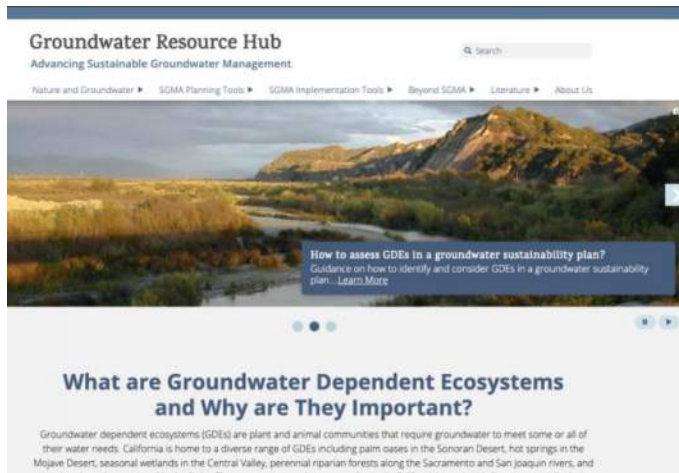 Groundwater Resource Hub
Search
Advancing Sustainable Groundwater Management
Nature and Groundwater ▶ SGMA Planning Tools ▶ SGMA Implementation Tools ▶ Beyond SGMA ▶ Literature ▶ About Us
How to assess GDEs in a groundwater sustainability plan?
Guidance on how to identify and consider GDEs in a groundwater sustainability
plan ...Learn More
What are Groundwater Dependent Ecosystems
and Why are They Important?
Groundwater dependent ecosystems (GDEs) are plant and animal communities that require groundwater to meet some or all of
their water needs. California is home to a diverse range of GDEs including palm oases in the Sonoran Desert, hot springs in the
Mojave Desert, seasonal wetlands in the Central Valley, perennial riparian forests along the Sacramento and San Joaquin rivers, and